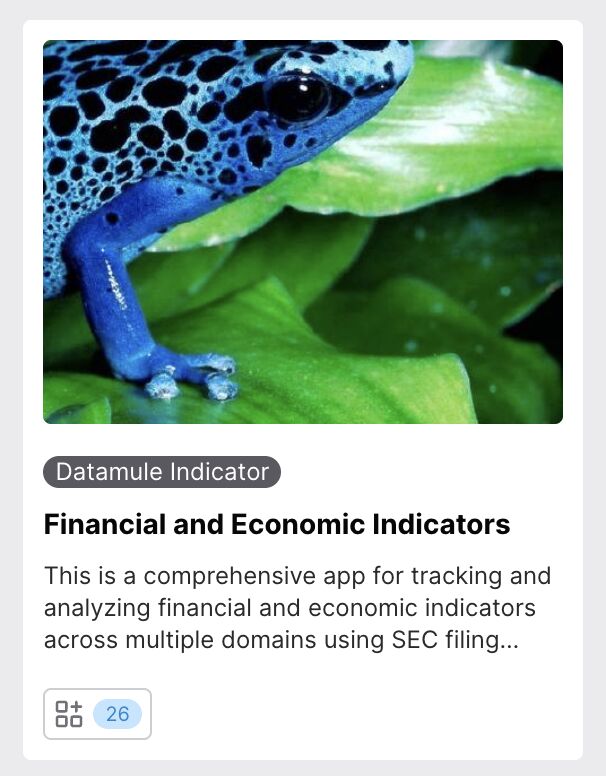 Datamule Indicator
Financial and Economic Indicators
This is a comprehensive app for tracking and
analyzing financial and economic indicators
across multiple domains using SEC filing...
26